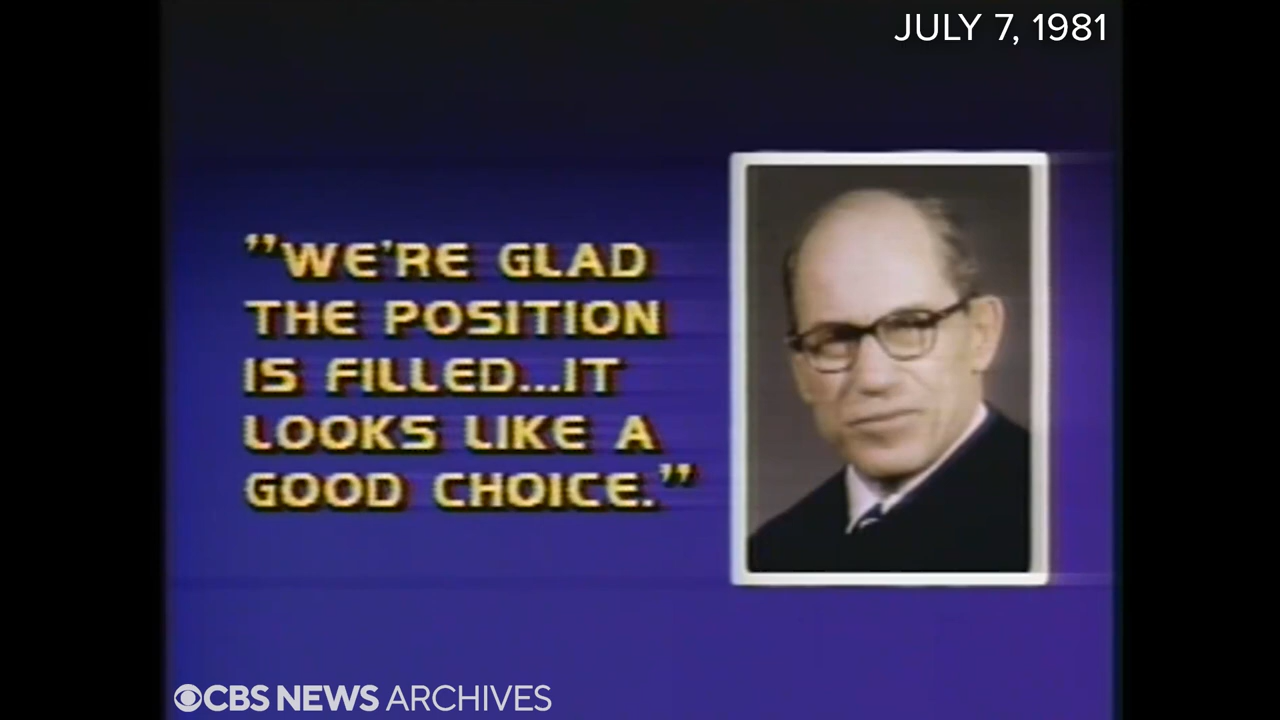 JULY 7, 1981
"WE'RE GLAD
THE POSITION
IS FILLED...IT
LOOKS LIKE A
GOOD CHOICE."
CBS NEWS ARCHIVES